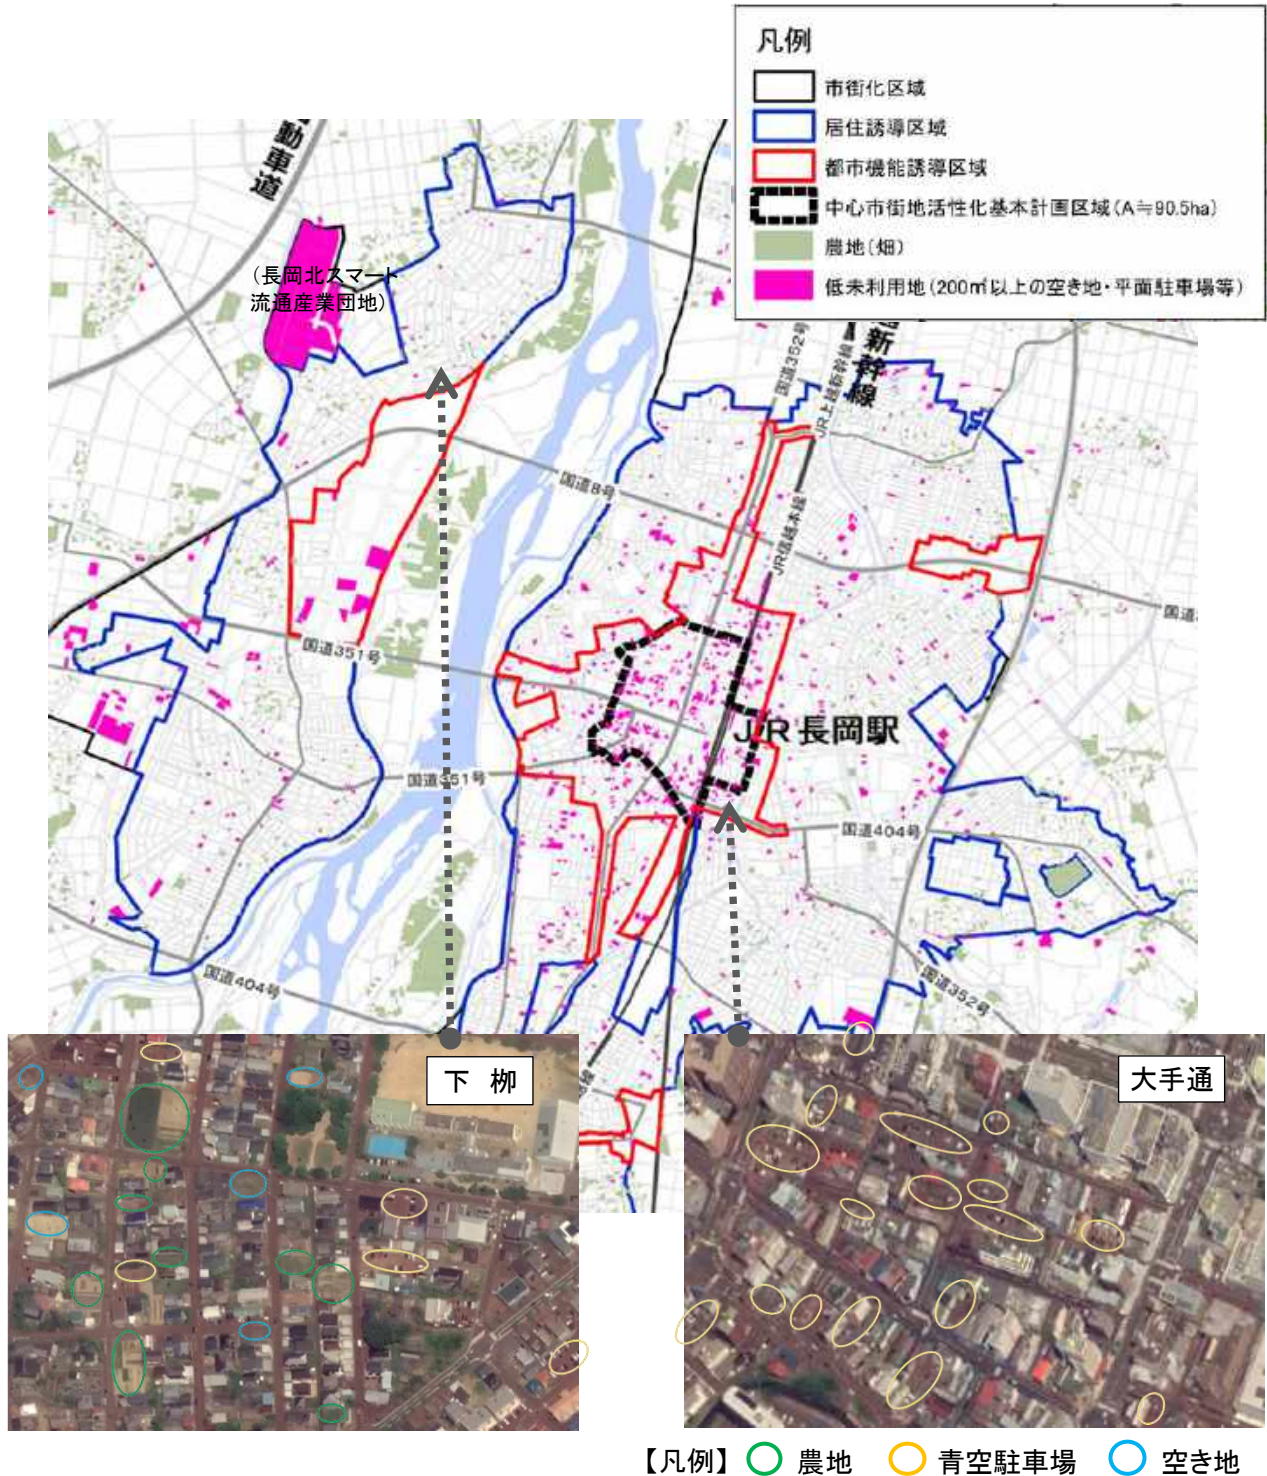 凡例
市街化区域
居住誘導区域
都市機能誘導区域
中心市街地活性化基本計画区域(A≒90.5ha)
農地(畑)
低未利用地(200㎡以上の空き地・平面駐車場等)
動車道
(長岡北スマート
流通産業団地)
国道352号
JR上越新幹線
新幹線
国道8号
JR信越本線
国道
国道351号
JR長岡駅
国道351号
国道404号
国道404号
国道352号
下 柳
大手通
【凡例】 農地 青空駐車場 空き地